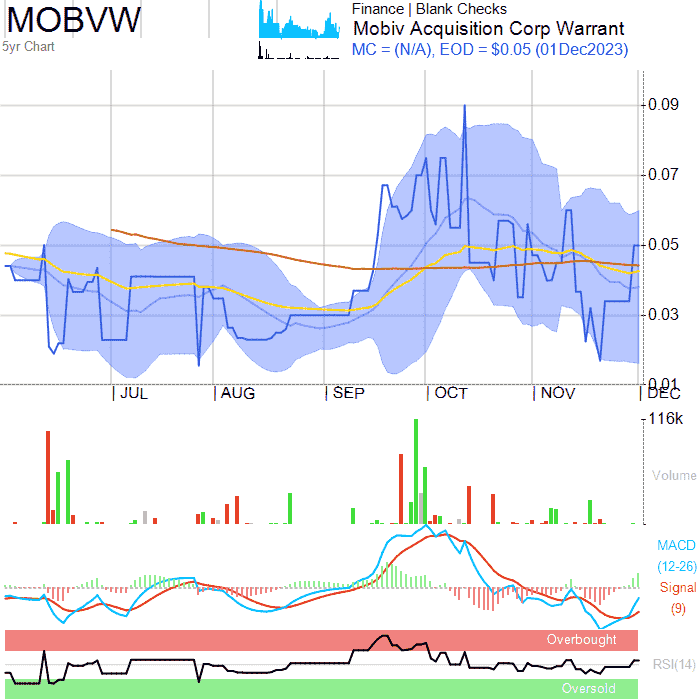 MOBVW
5yr Chart
Finance | Blank Checks
Mobiv Acquisition Corp Warrant
MC = (N/A), EOD = $0.05 (01Dec2023)
0.09
0.07
0.05
0.03
0.01
JUL AUG SEP OCT NOV DEC
116k
Volume
MACD
(12-26)
Signal
(9)
Overbought
RSI(14)
Oversold